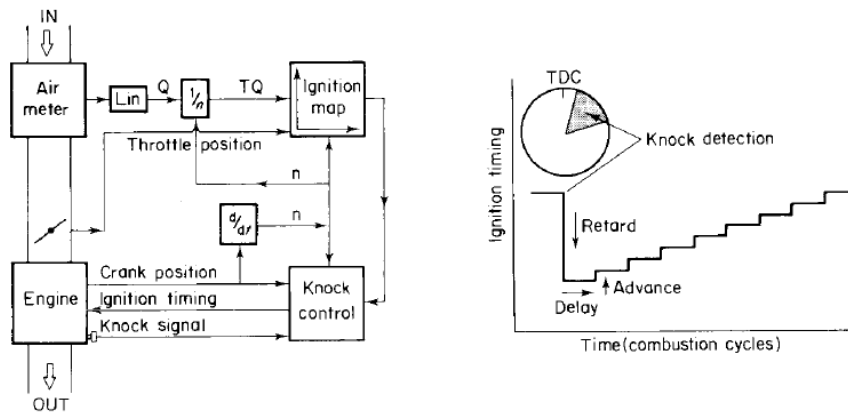 IN
Air
meter
Lin
Q
1/n
TQ
Ignition
map
Throttle position
n
d/dt
n
Crank position
Engine
Ignition timing
Knock signal
Knock
control
OUT
Ignition timing
TDC
Knock detection
Retard
Delay
Advance
Time(combustion cycles)